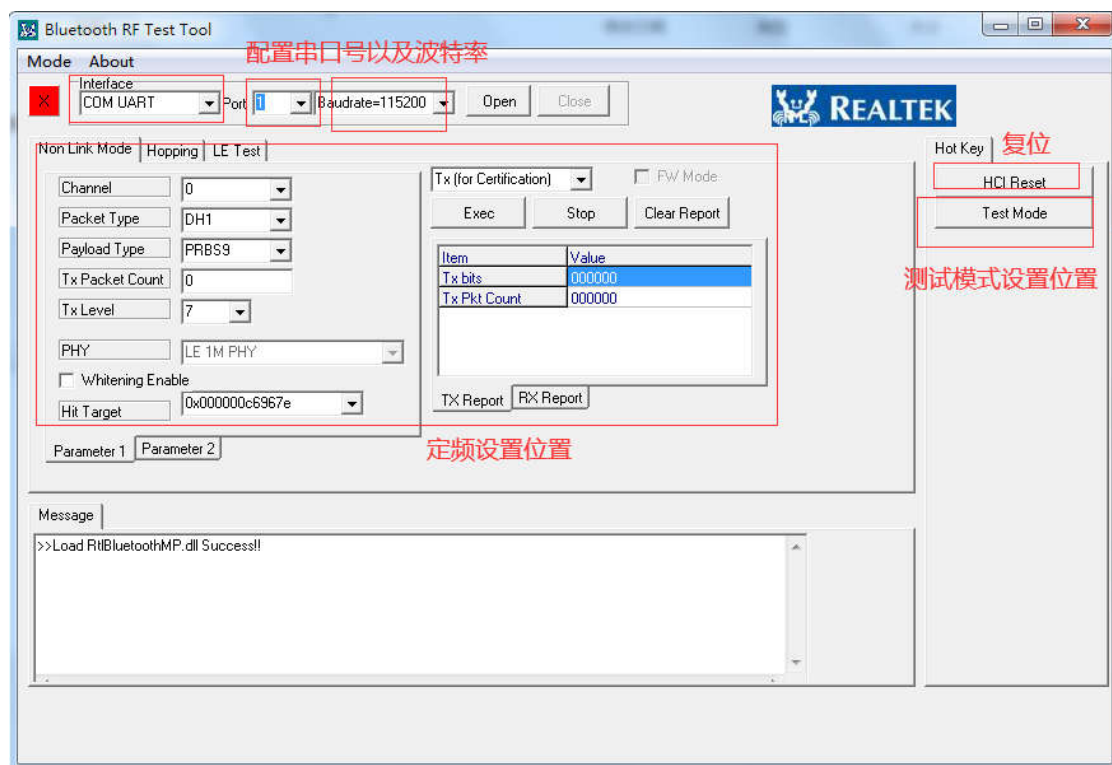 Bluetooth RF Test Tool
Mode About
配置串口号以及波特率
Interface
COM UART Port 1 Baudrate=115200 Open Close
REALTEK
Non Link Mode Hopping LE Test
Hot Key 复位
Channel 0
Tx (for Certification) FW Mode
HCI Reset
Packet Type DH1
Exec Stop Clear Report
Test Mode
Payload Type PRBS9
Item Value
Tx bits 000000
Tx Pkt Count 000000
测试模式设置位置
Tx Packet Count 0
Tx Level 7
PHY LE 1M PHY
Whitening Enable
Hit Target 0x000000c6967e
TX Report RX Report
Parameter 1 Parameter 2
定频设置位置
Message
>>Load RtlBluetoothMP.dll Success!!